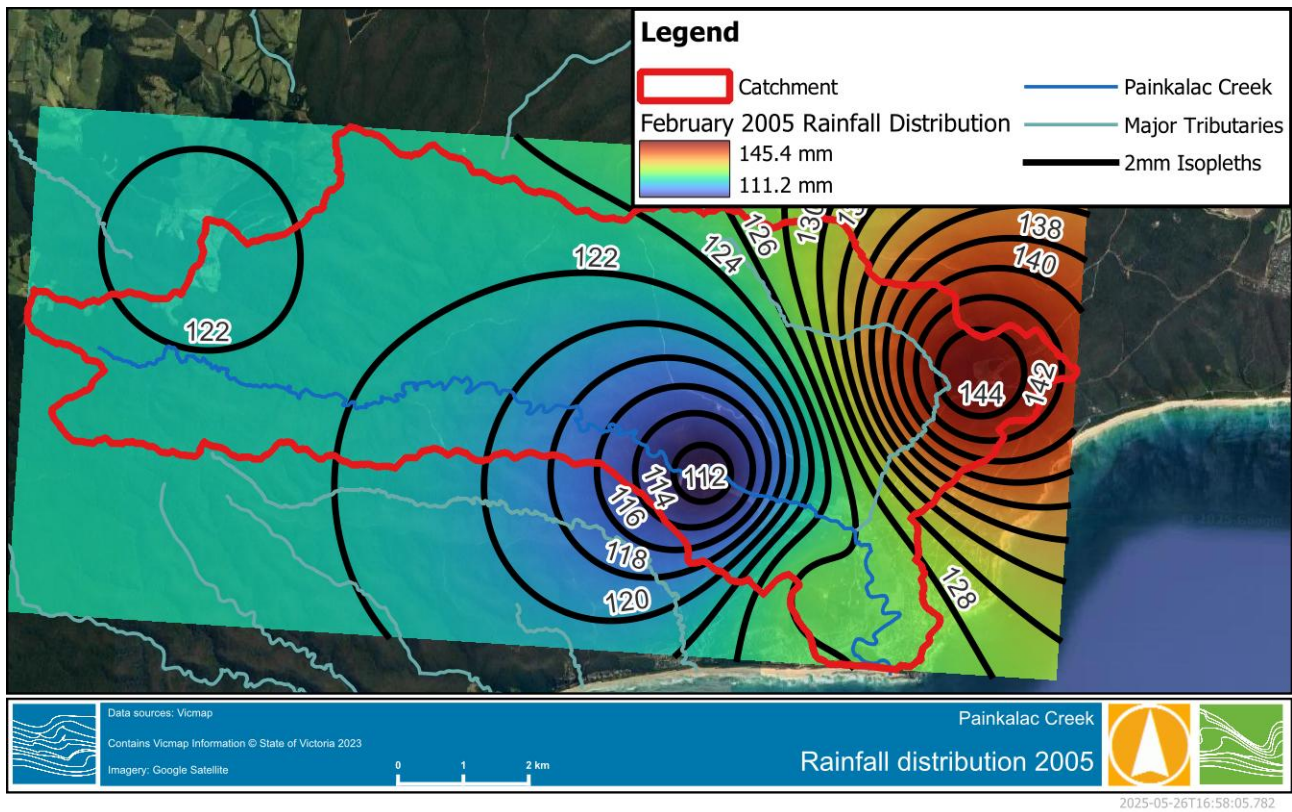 Legend
Catchment
February 2005 Rainfall Distribution
145.4 mm
111.2 mm
Painkalac Creek
Major Tributaries
2mm Isopleths
122
122
124
126
130
138
140
142
144
112
114
116
118
120
128
Data sources: Vicmap
Contains Vicmap Information © State of Victoria 2023
Imagery: Google Satellite
0 1 2 km
Painkalac Creek
Rainfall distribution 2005
2025-05-26T16:58:05.782